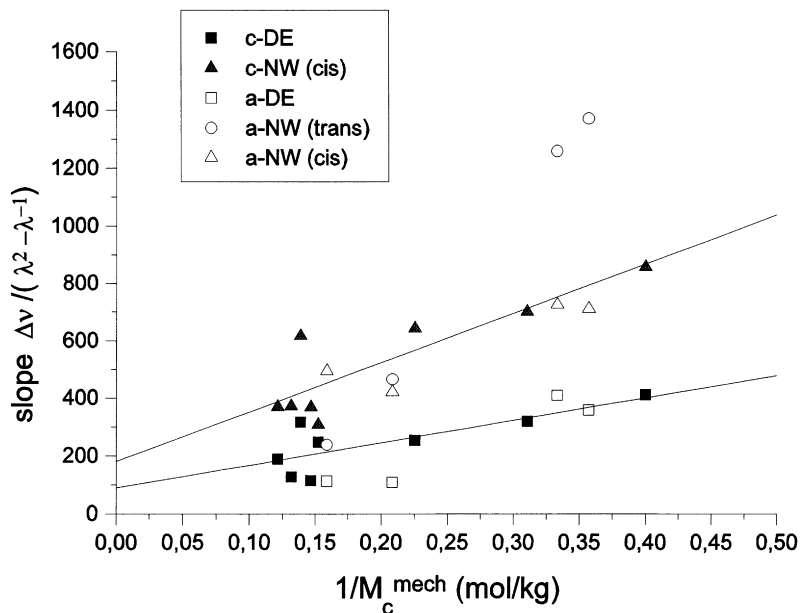 c-DE
c-NW (cis)
a-DE
a-NW (trans)
a-NW (cis)
1600
1400
1200
1000
800
600
400
200
0
slope Δν /( λ²−λ⁻¹)
0,00 0,05 0,10 0,15 0,20 0,25 0,30 0,35 0,40 0,45 0,50
1/M_c^mech (mol/kg)